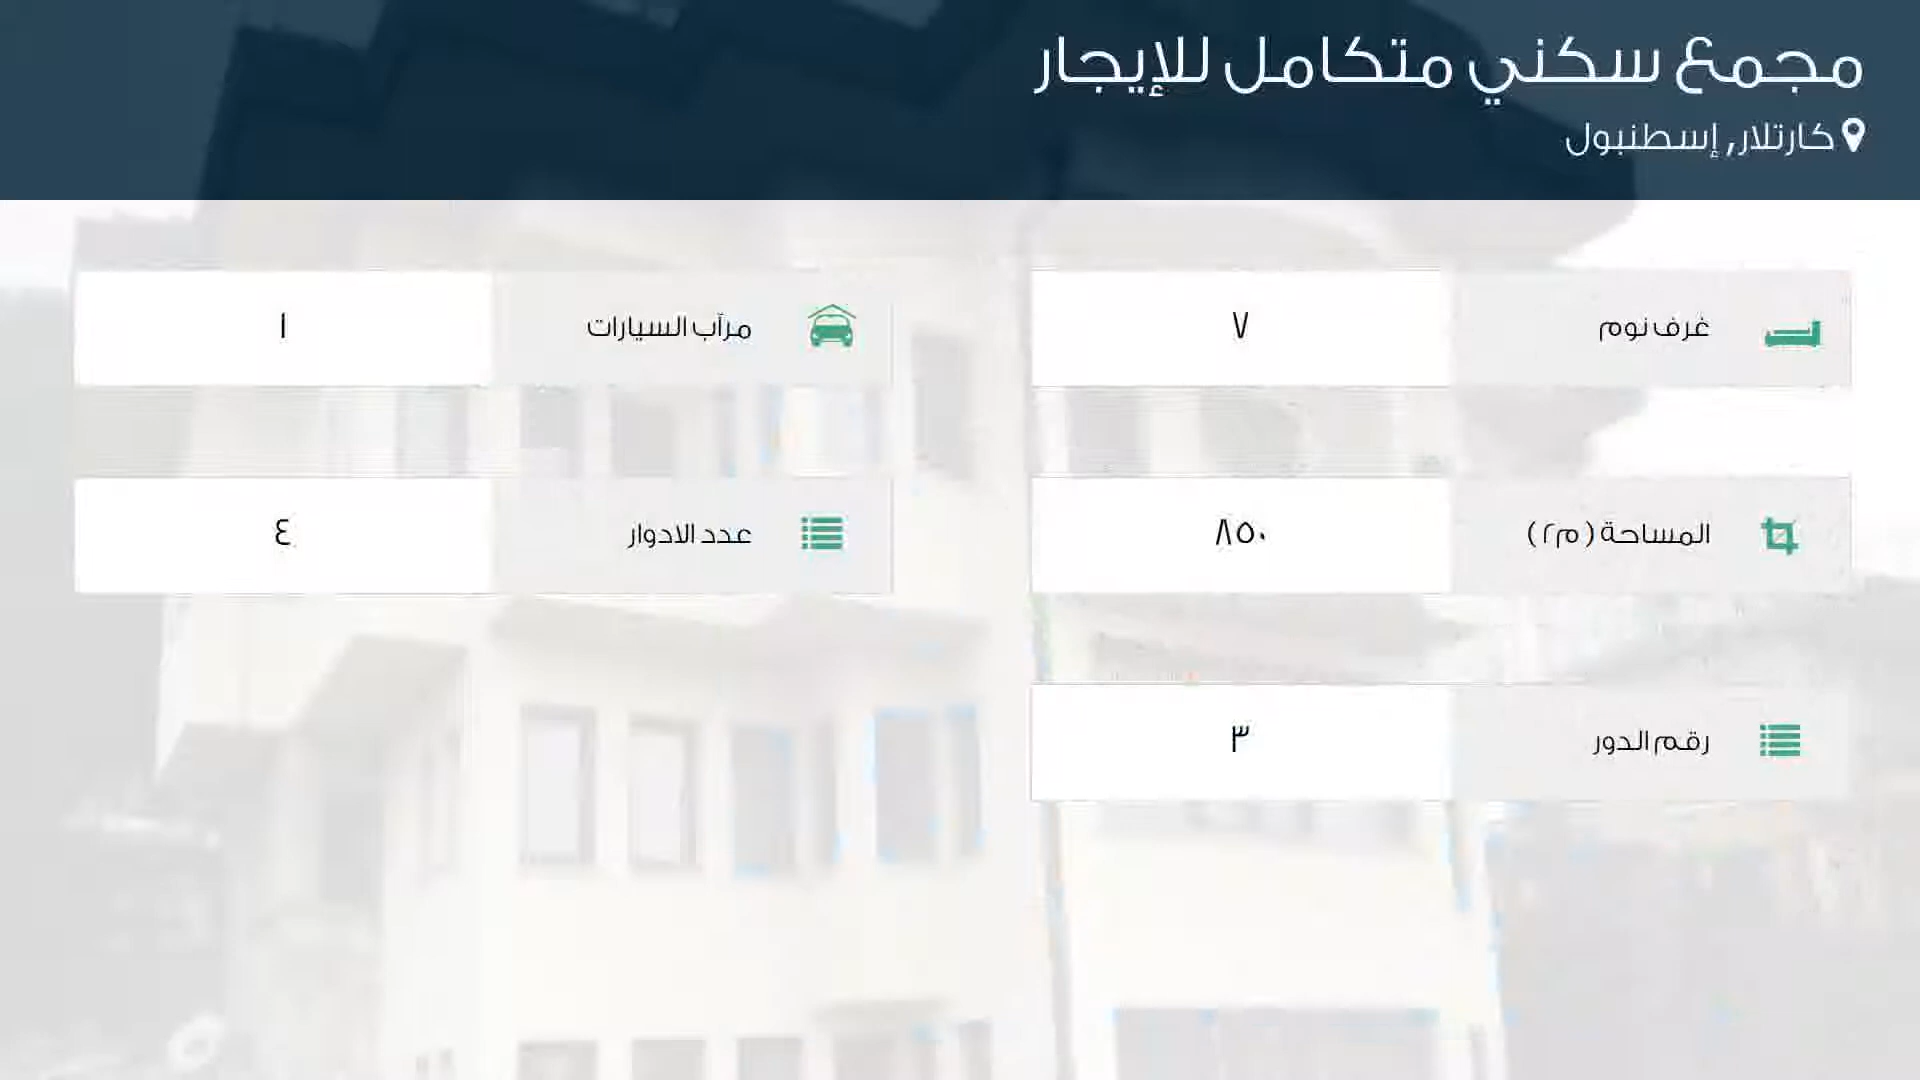 مجمع سكني متكامل للإيجار
كارتلار, إسطنبول
غرف نوم ٧
مرآب السيارات ١
المساحة (م٢) ٨٥٠
عدد الادوار ٤
رقم الدور ٣